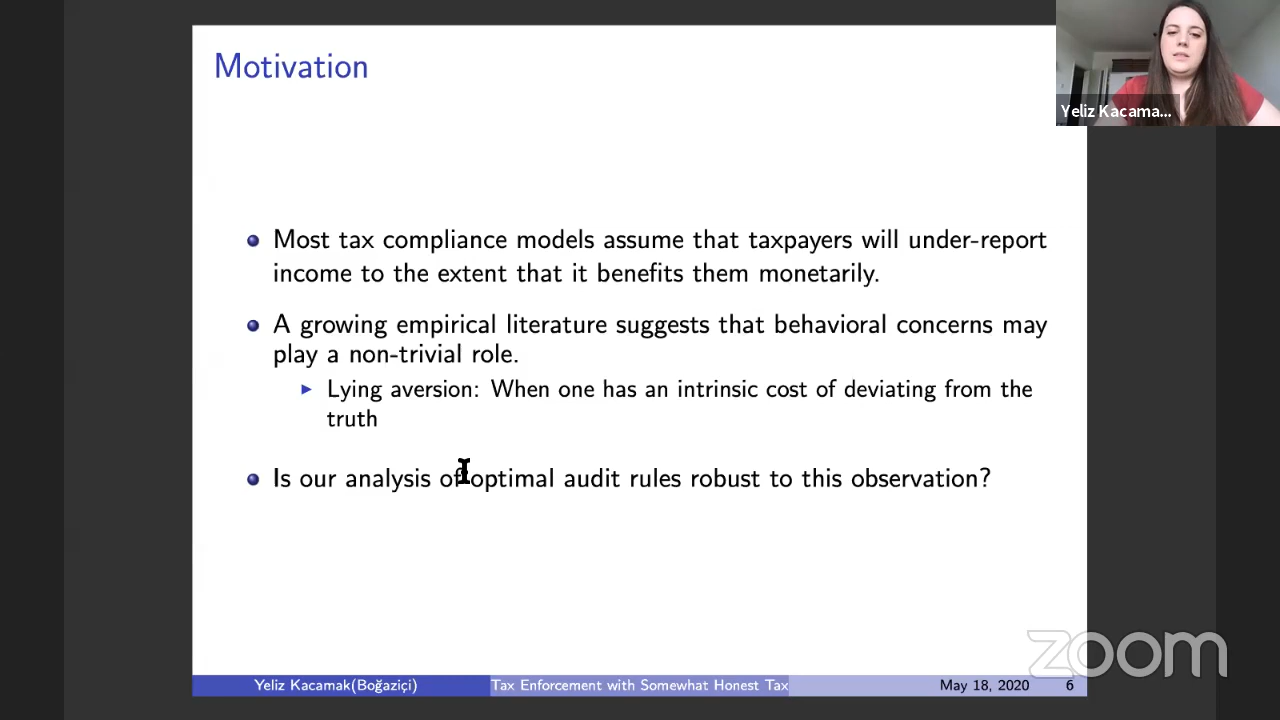 Motivation
Yeliz Kacama...
Most tax compliance models assume that taxpayers will under-report
income to the extent that it benefits them monetarily.
A growing empirical literature suggests that behavioral concerns may
play a non-trivial role.
Lying aversion: When one has an intrinsic cost of deviating from the
truth
Is our analysis of optimal audit rules robust to this observation?
zoom
Yeliz Kacamak(Boğaziçi) Tax Enforcement with Somewhat Honest Tax May 18, 2020 6